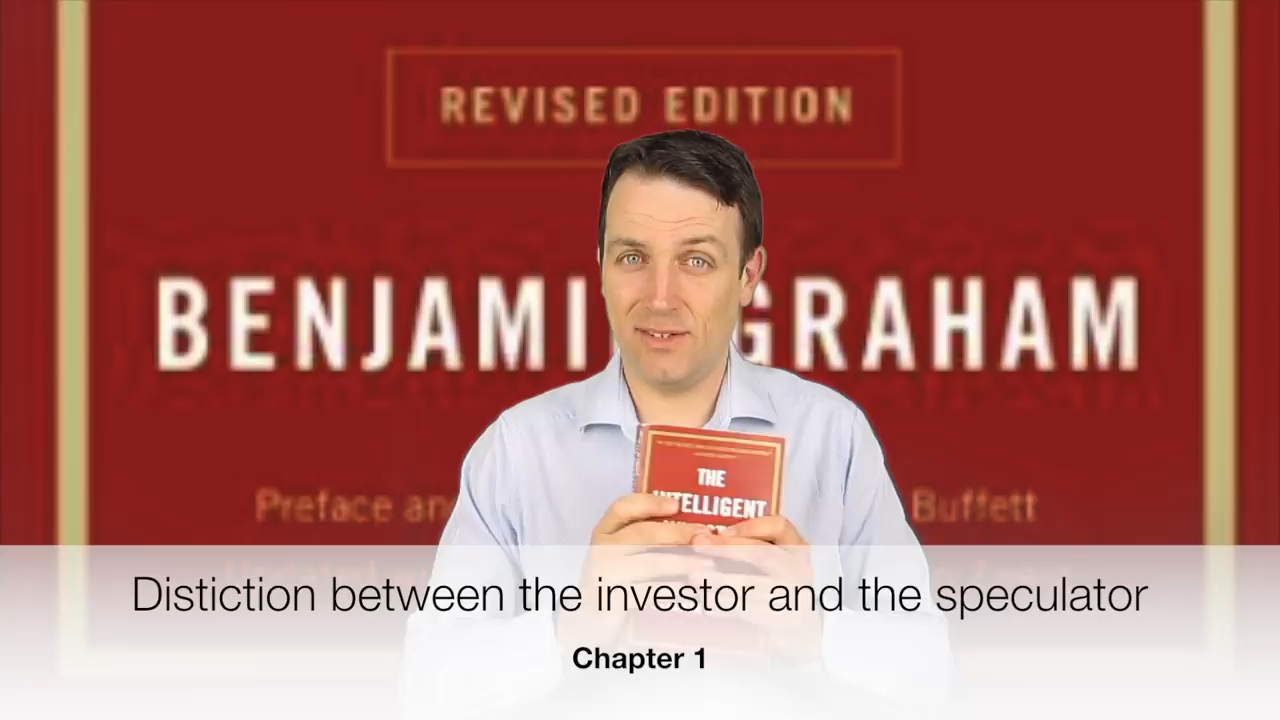 REVISED EDITION
BENJAMI GRAHAM
Preface an Buffett
THE
INTELLIGENT
Distiction between the investor and the speculator
Chapter 1